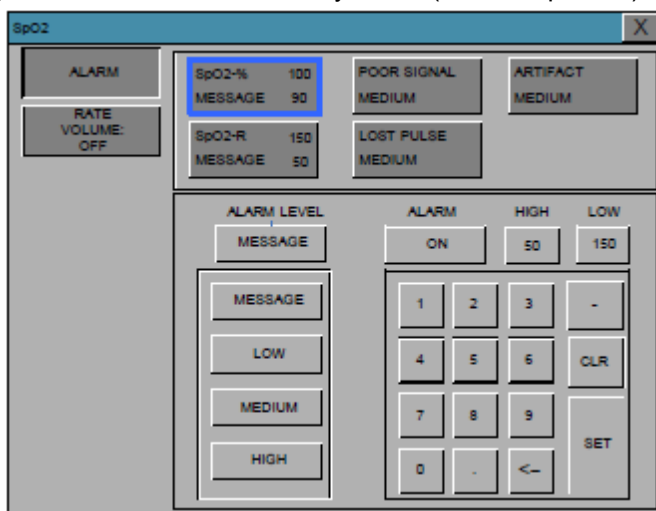 SpO2 X
ALARM
RATE
VOLUME:
OFF
SpO2-% 100
MESSAGE 90
POOR SIGNAL
MEDIUM
ARTIFACT
MEDIUM
SpO2-R 150
MESSAGE 50
LOST PULSE
MEDIUM
ALARM LEVEL ALARM HIGH LOW
MESSAGE ON 50 150
MESSAGE
LOW
MEDIUM
HIGH
1 2 3 -
4 5 6 CLR
7 8 9
0 . <- SET